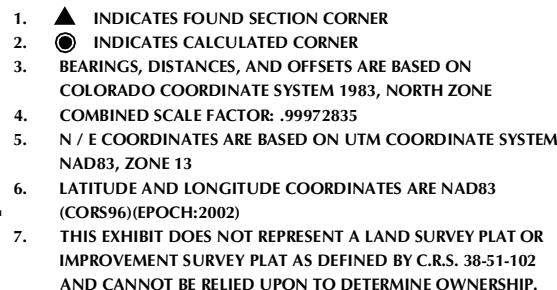 1. ▲ INDICATES FOUND SECTION CORNER
2. ◉ INDICATES CALCULATED CORNER
3. BEARINGS, DISTANCES, AND OFFSETS ARE BASED ON
COLORADO COORDINATE SYSTEM 1983, NORTH ZONE
4. COMBINED SCALE FACTOR: .99972835
5. N / E COORDINATES ARE BASED ON UTM COORDINATE SYSTEM
NAD83, ZONE 13
6. LATITUDE AND LONGITUDE COORDINATES ARE NAD83
(CORS96)(EPOCH:2002)
7. THIS EXHIBIT DOES NOT REPRESENT A LAND SURVEY PLAT OR
IMPROVEMENT SURVEY PLAT AS DEFINED BY C.R.S. 38-51-102
AND CANNOT BE RELIED UPON TO DETERMINE OWNERSHIP.